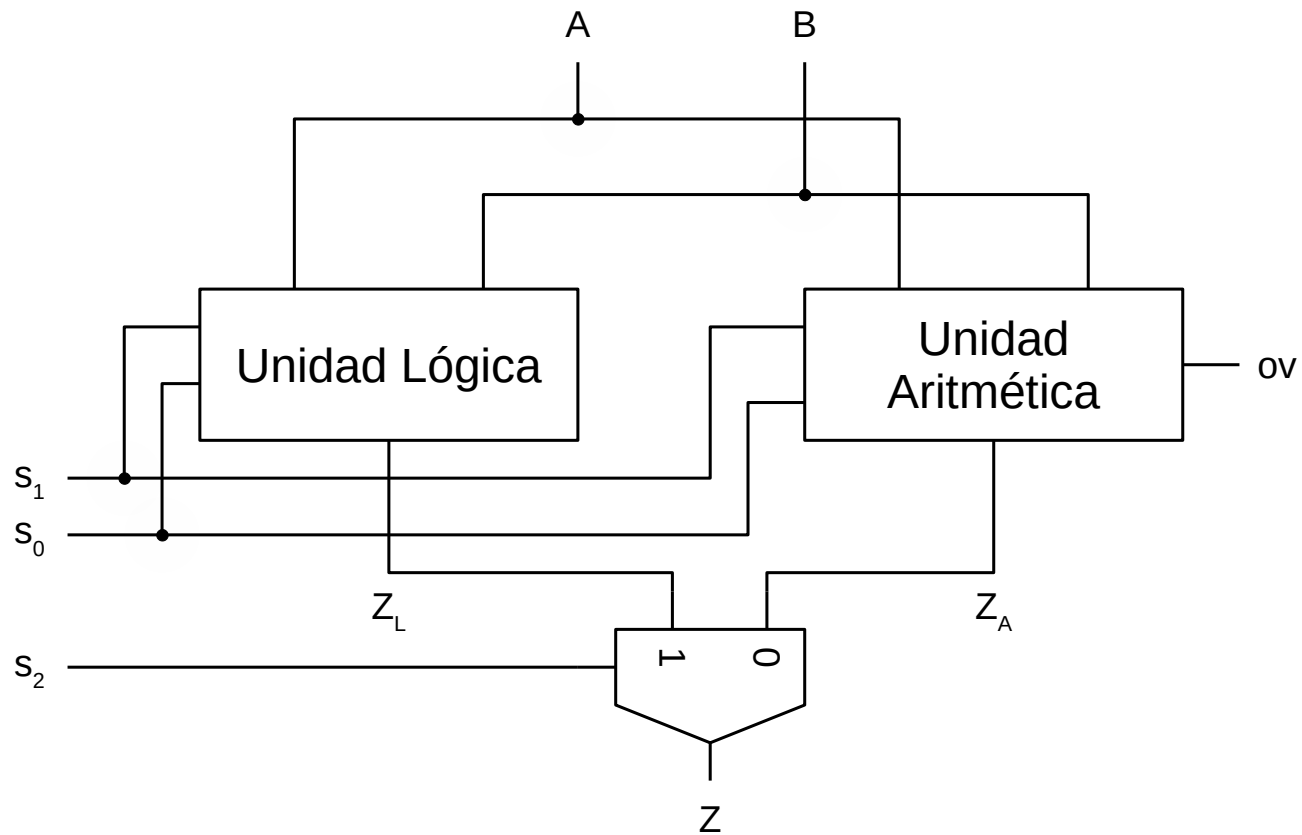 A
B
Unidad Lógica
Unidad
Aritmética
ov
s1
s0
ZL
ZA
s2
1
0
Z